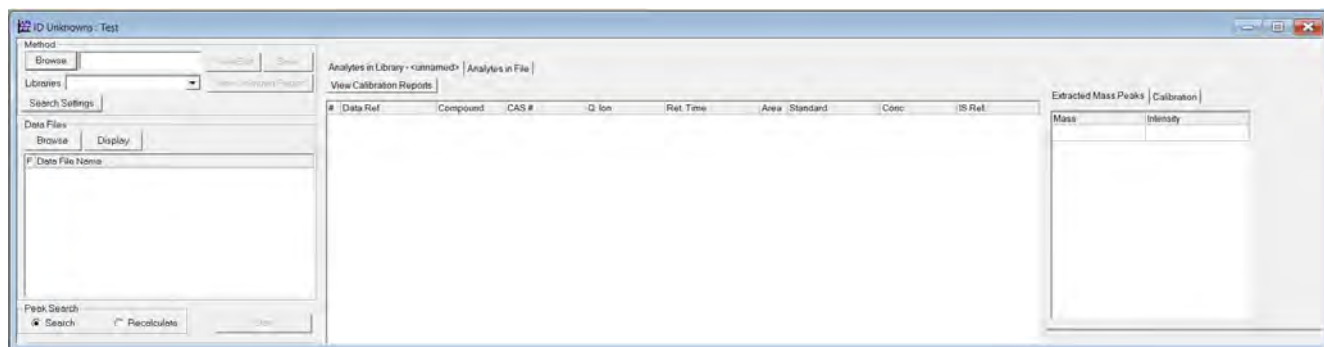 ID Unknowns : Test
Method
Browse
Libraries
Search Settings
Data Files
Browse Display
F Data File Name
Peak Search
Search Recalculate
Analytes in Library - <unnamed> Analytes in File
View Calibration Reports
# Data Ref Compound CAS # Q. Ion Ret. Time Area Standard Conc IS Ref.
Extracted Mass Peaks Calibration
Mass Intensity